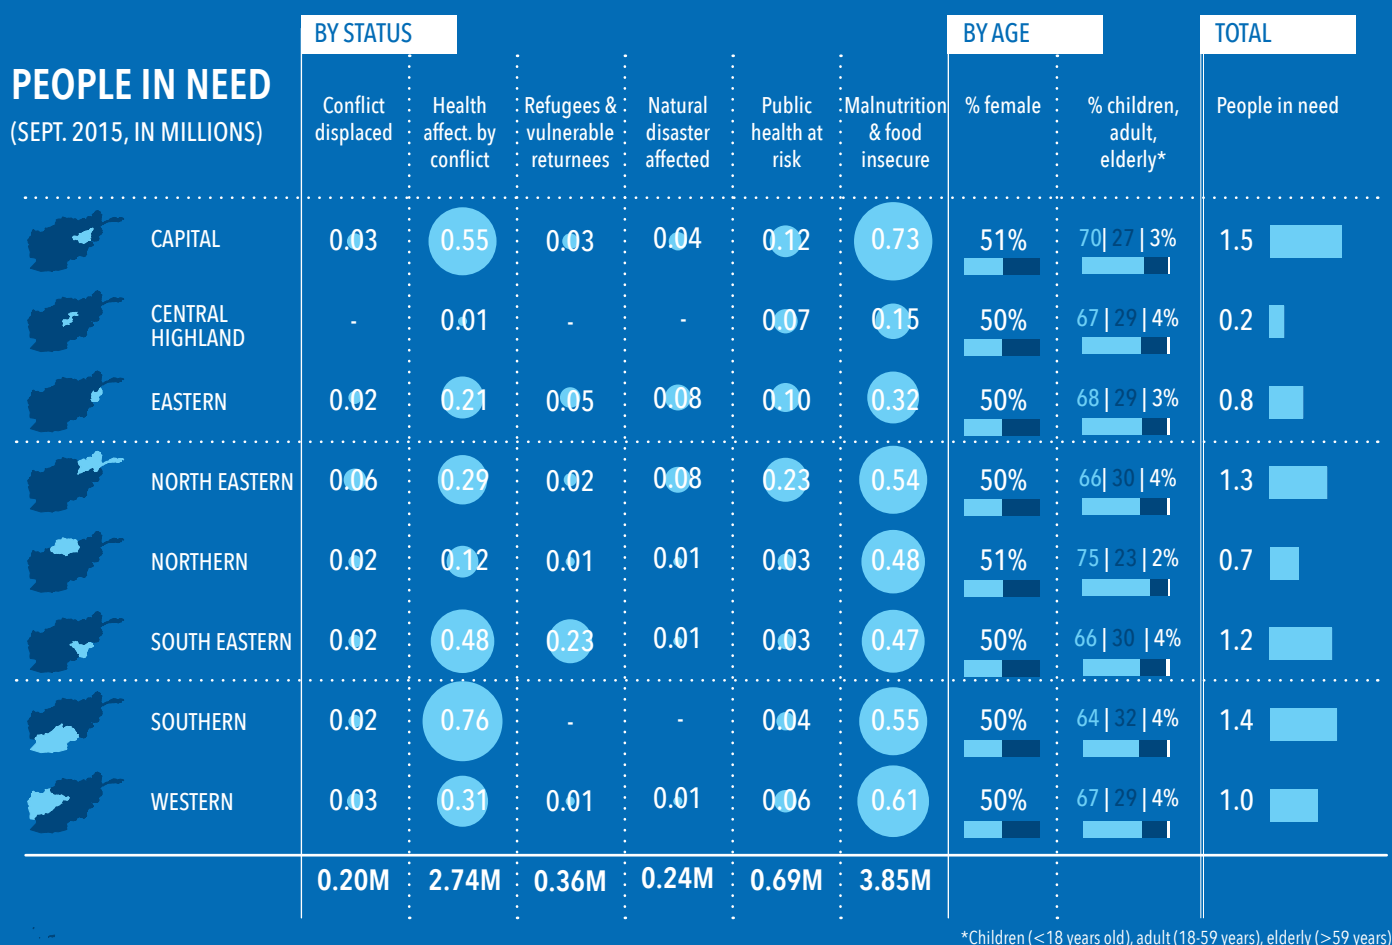 BY STATUS BY AGE TOTAL
PEOPLE IN NEED
(SEPT. 2015, IN MILLIONS)
Conflict
displaced
Health
affect. by
conflict
Refugees &
vulnerable
returnees
Natural
disaster
affected
Public
health at
risk
Malnutrition
& food
insecure
% female
% children,
adult,
elderly*
People in need
CAPITAL 0.03 0.55 0.03 0.04 0.12 0.73 51% 70| 27 | 3% 1.5
CENTRAL
HIGHLAND
- 0.01 - - 0.07 0.15 50% 67 | 29 | 4% 0.2
EASTERN 0.02 0.21 0.05 0.08 0.10 0.32 50% 68 | 29 | 3% 0.8
NORTH EASTERN 0.06 0.29 0.02 0.08 0.23 0.54 50% 66| 30 | 4% 1.3
NORTHERN 0.02 0.12 0.01 0.01 0.03 0.48 51% 75 | 23 | 2% 0.7
SOUTH EASTERN 0.02 0.48 0.23 0.01 0.03 0.47 50% 66 | 30 | 4% 1.2
SOUTHERN 0.02 0.76 - - 0.04 0.55 50% 64 | 32 | 4% 1.4
WESTERN 0.03 0.31 0.01 0.01 0.06 0.61 50% 67 | 29 | 4% 1.0
0.20M 2.74M 0.36M 0.24M 0.69M 3.85M
*Children (<18 years old), adult (18-59 years), elderly (>59 years)